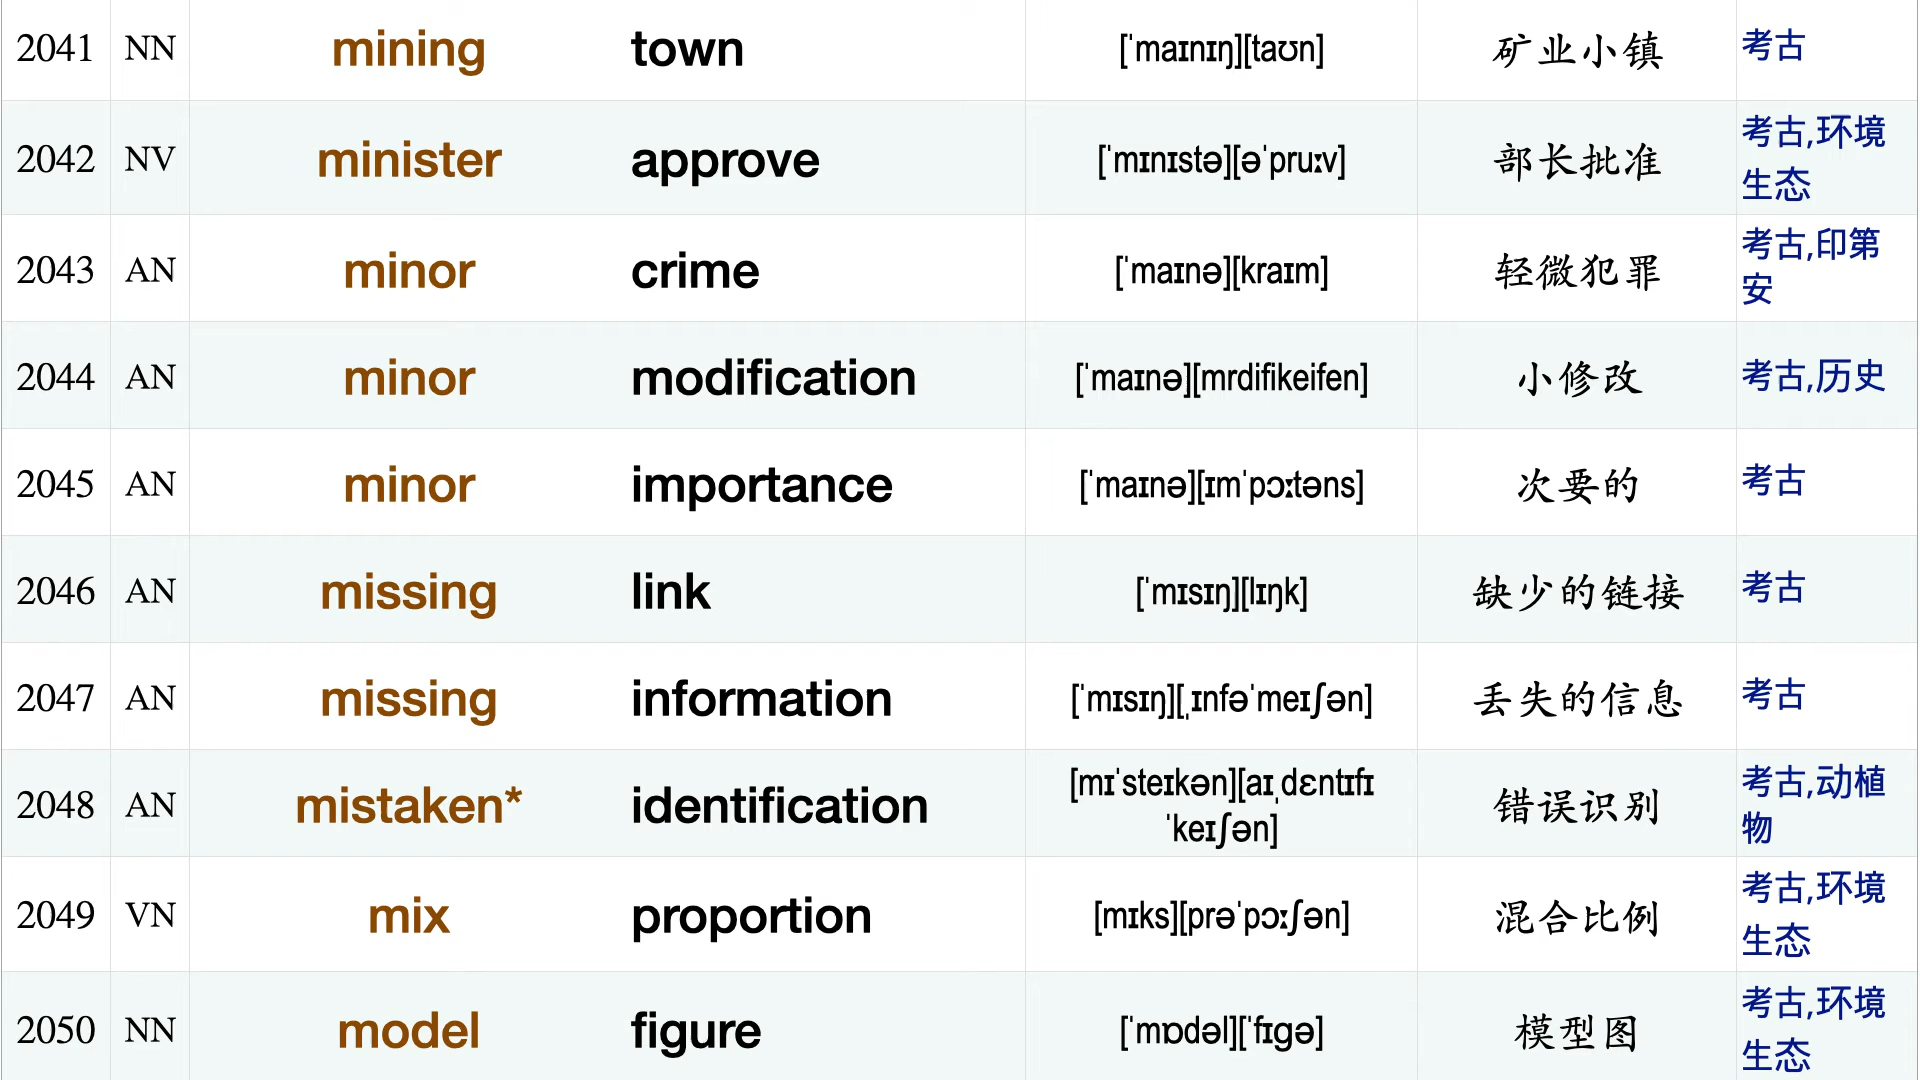 2041 NN mining town [ˈmaɪnɪŋ][taʊn] 矿业小镇 考古
2042 NV minister approve [ˈmɪnɪstə][əˈpruːv] 部长批准 考古,环境
生态
2043 AN minor crime [ˈmaɪnə][kraɪm] 轻微犯罪 考古,印第
安
2044 AN minor modification [ˈmaɪnə][mrdifikeifen] 小修改 考古,历史
2045 AN minor importance [ˈmaɪnə][ɪmˈpɔːtəns] 次要的 考古
2046 AN missing link [ˈmɪsɪŋ][lɪŋk] 缺少的链接 考古
2047 AN missing information [ˈmɪsɪŋ][ˌɪnfəˈmeɪʃən] 丢失的信息 考古
2048 AN mistaken* identification [mɪˈsteɪkən][aɪˌdɛntɪfɪ 错误识别 考古,动植
ˈkeɪʃən] 物
2049 VN mix proportion [mɪks][prəˈpɔːʃən] 混合比例 考古,环境
生态
2050 NN model figure [ˈmɒdəl][ˈfɪgə] 模型图 考古,环境
生态